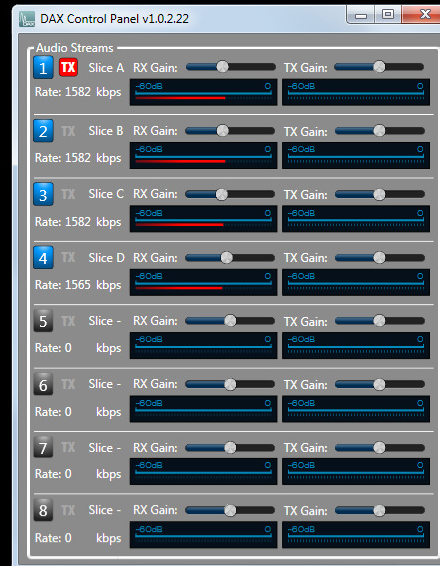 DAX Control Panel v1.0.2.22
Audio Streams
1 TX Slice A RX Gain: TX Gain:
-60dB 0 -60dB 0
Rate: 1582 kbps
2 TX Slice B RX Gain: TX Gain:
-60dB 0 -60dB 0
Rate: 1582 kbps
3 TX Slice C RX Gain: TX Gain:
-60dB 0 -60dB 0
Rate: 1582 kbps
4 TX Slice D RX Gain: TX Gain:
-60dB 0 -60dB 0
Rate: 1565 kbps
5 TX Slice - RX Gain: TX Gain:
-60dB 0 -60dB 0
Rate: 0 kbps
6 TX Slice - RX Gain: TX Gain:
-60dB 0 -60dB 0
Rate: 0 kbps
7 TX Slice - RX Gain: TX Gain:
-60dB 0 -60dB 0
Rate: 0 kbps
8 TX Slice - RX Gain: TX Gain:
-60dB 0 -60dB 0
Rate: 0 kbps